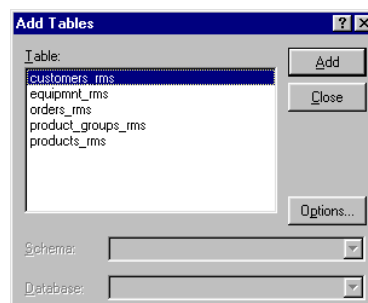 Add Tables
Table:
customers_rms
equipmnt_rms
orders_rms
product_groups_rms
products_rms
Add
Close
Options...
Schema:
Database: